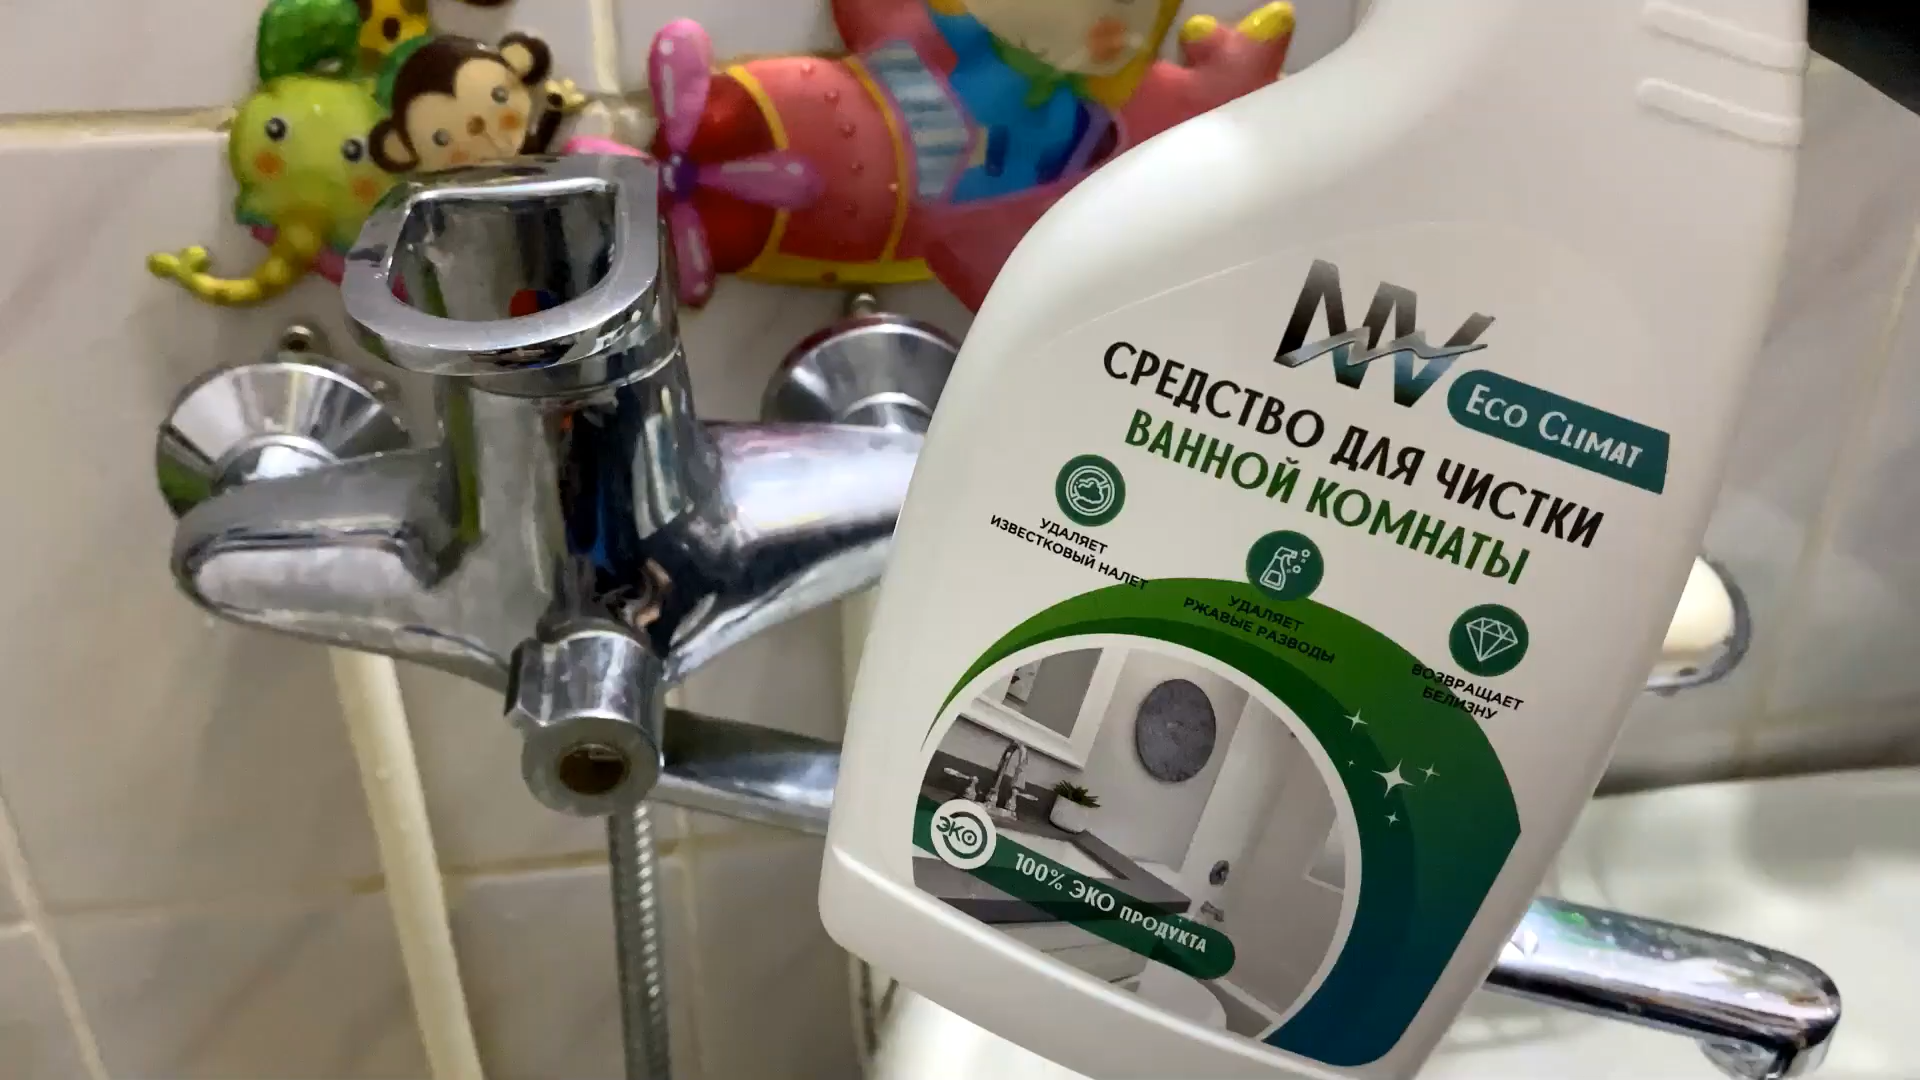 NV
Eco Climat
СРЕДСТВО ДЛЯ ЧИСТКИ
ВАННОЙ КОМНАТЫ
УДАЛЯЕТ
ИЗВЕСТКОВЫЙ НАЛЕТ
УДАЛЯЕТ
РЖАВЫЕ РАЗВОДЫ
ВОЗВРАЩАЕТ
БЕЛИЗНУ
ЭКО
100% ЭКО ПРОДУКТА